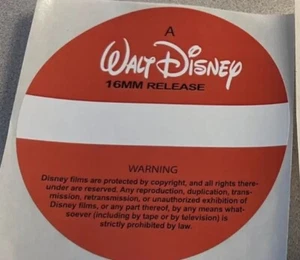 A
Walt Disney
16MM RELEASE
WARNING
Disney films are protected by copyright, and all rights there-
under are reserved. Any reproduction, duplication, trans-
mission, retransmission, or unauthorized exhibition of
Disney films, or any part thereof, by any means what-
soever (including by tape or by television) is
strictly prohibited by law.